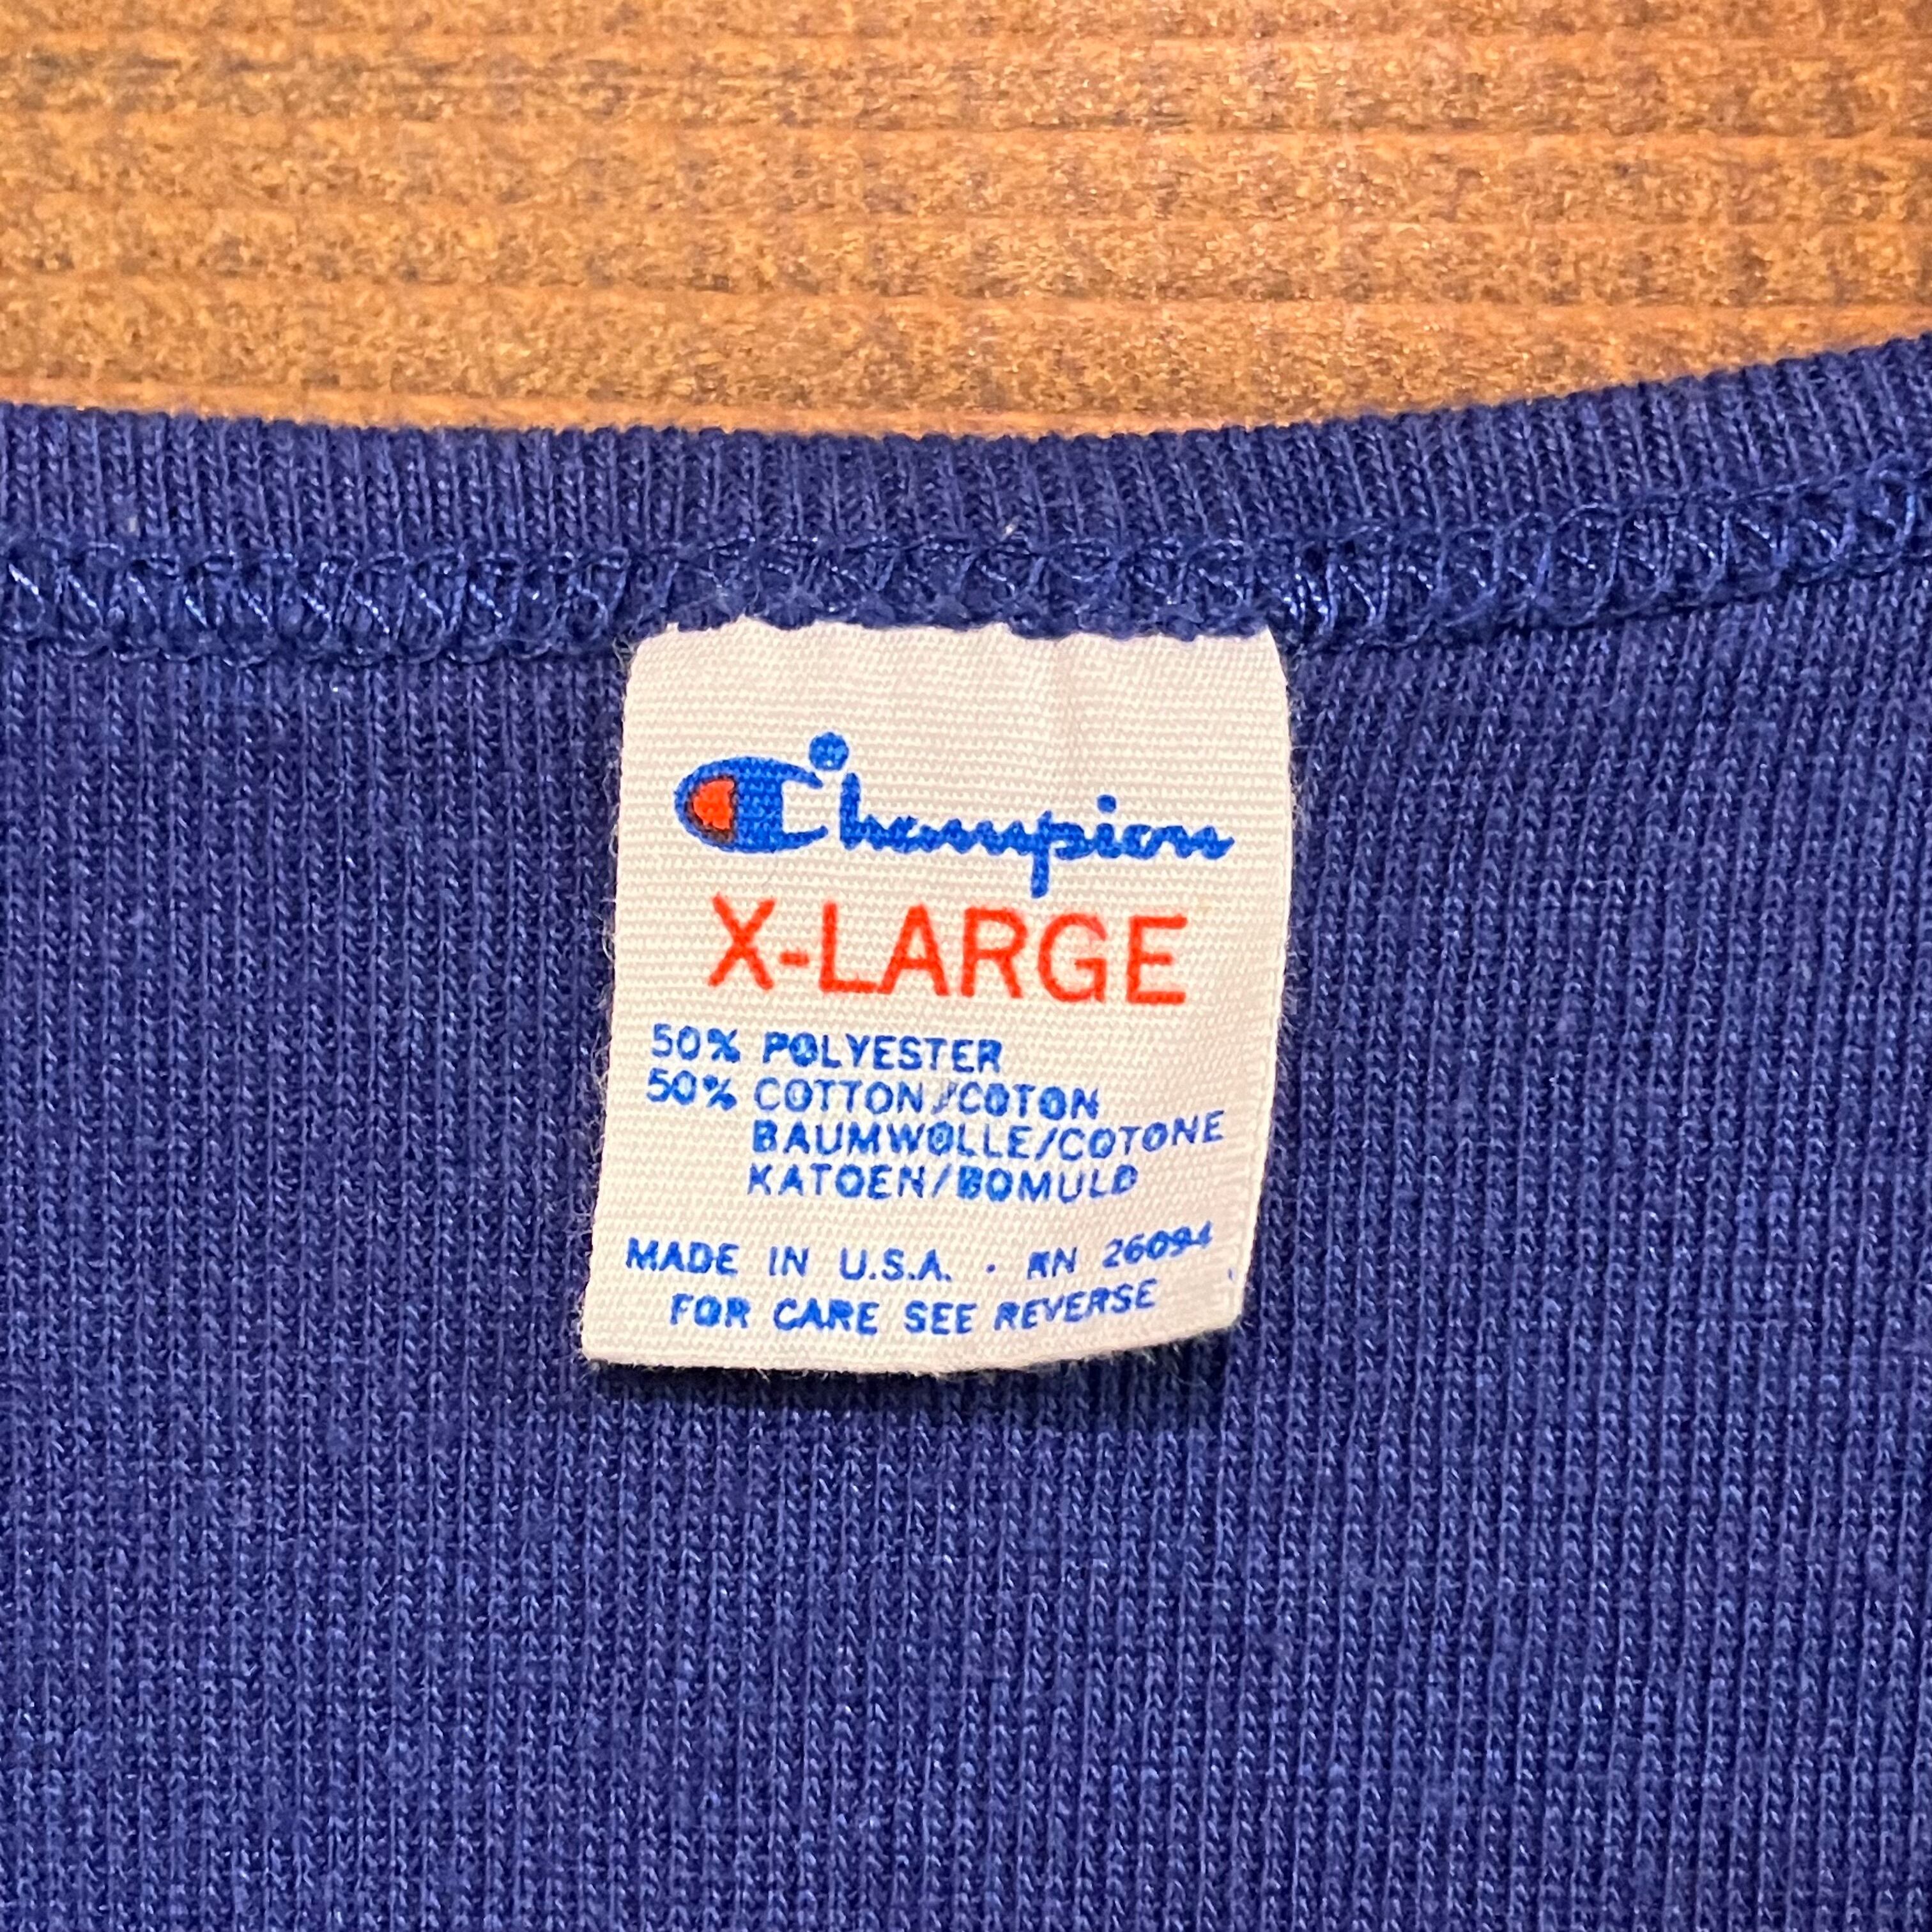 Champion
X-LARGE
50% POLYESTER
50% COTTON/COTON
BAUMWOLLE/COTONE
KATOEN/BOMULD
MADE IN U.S.A. · RN 26094
FOR CARE SEE REVERSE